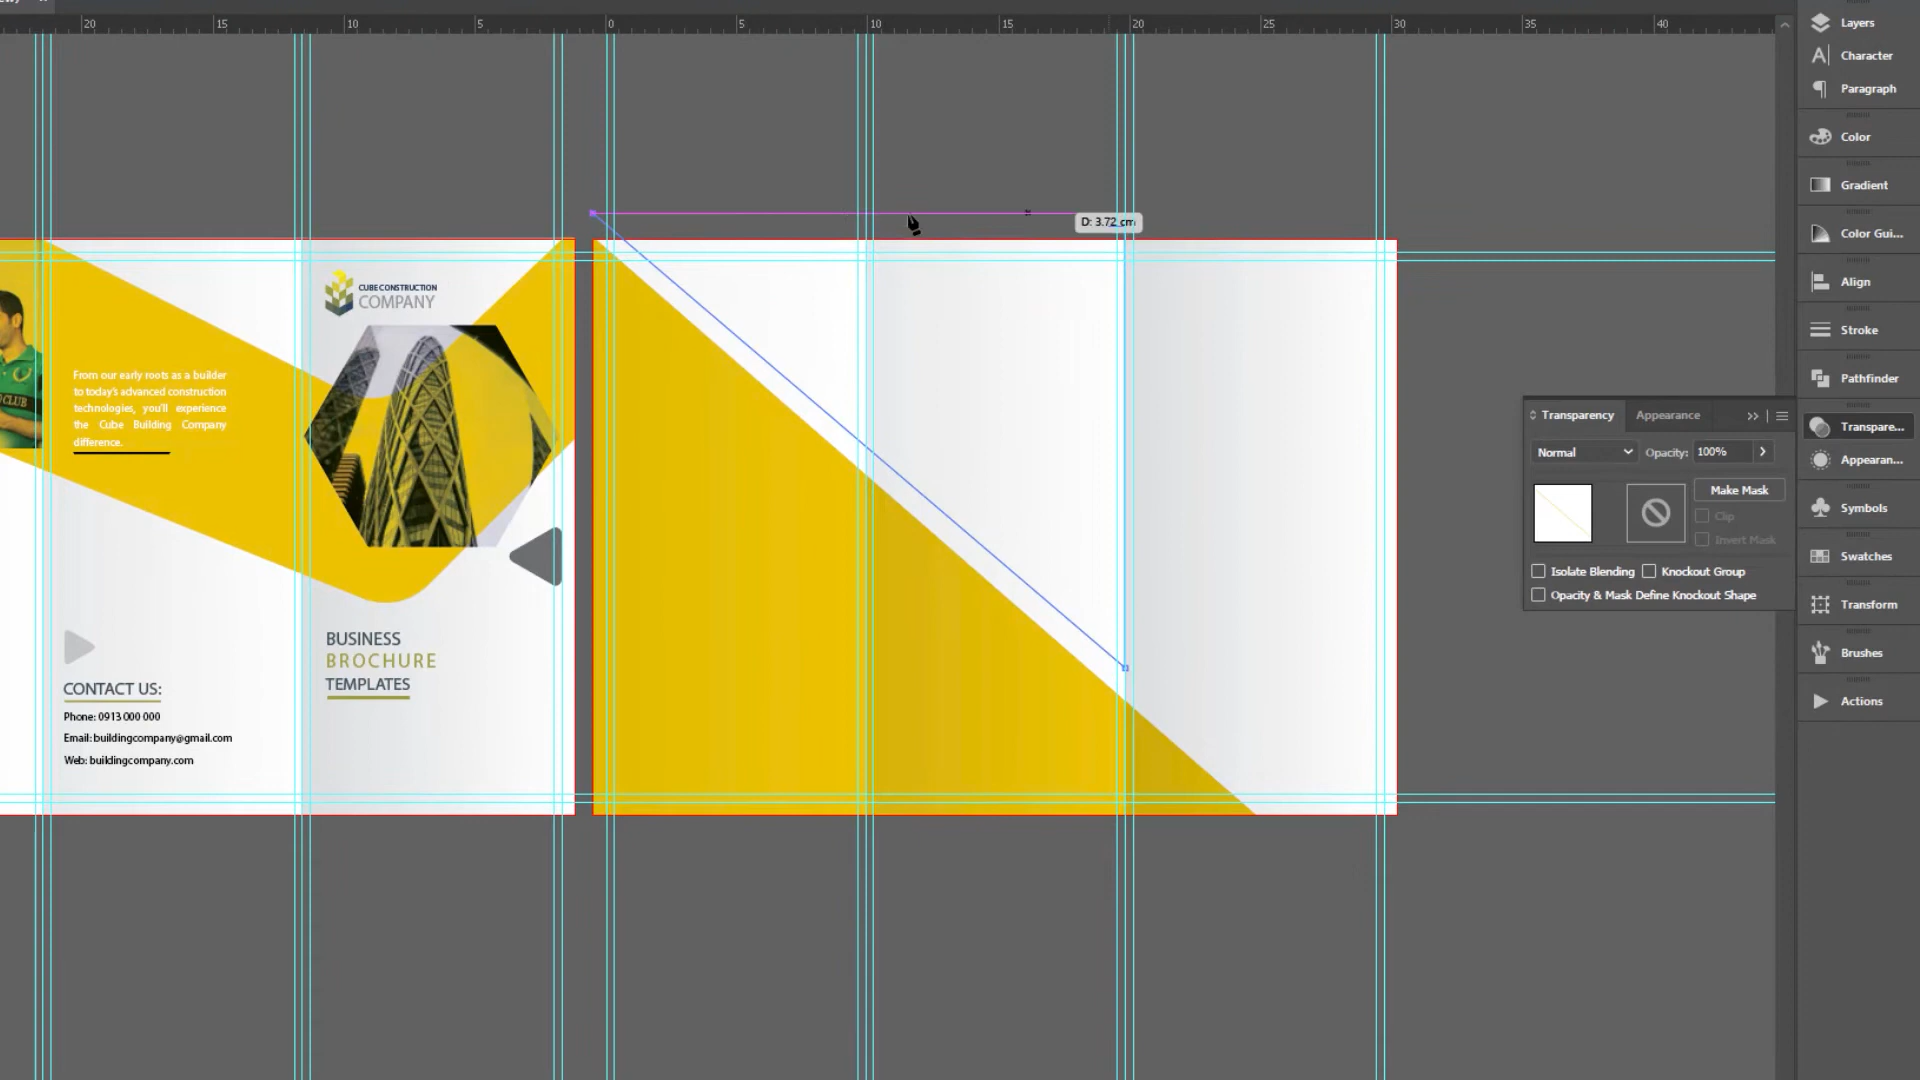 20 15 10 5 0 5 10 15 20 25 30 35 40
Layers
Character
Paragraph
Color
Gradient
Color Gui...
Align
Stroke
Pathfinder
Transpare...
Appearan...
Symbols
Swatches
Transform
Brushes
Actions
D: 3.72 cm
Transparency Appearance
Normal Opacity: 100%
Make Mask
Clip
Invert Mask
Isolate Blending Knockout Group
Opacity & Mask Define Knockout Shape
CLUB
From our early roots as a builder
to today's advanced construction
technologies, you'll experience
the Cube Building Company
difference.
CONTACT US:
Phone: 0913 000 000
Email: buildingcompany@gmail.com
Web: buildingcompany.com
CUBE CONSTRUCTION
COMPANY
BUSINESS
BROCHURE
TEMPLATES